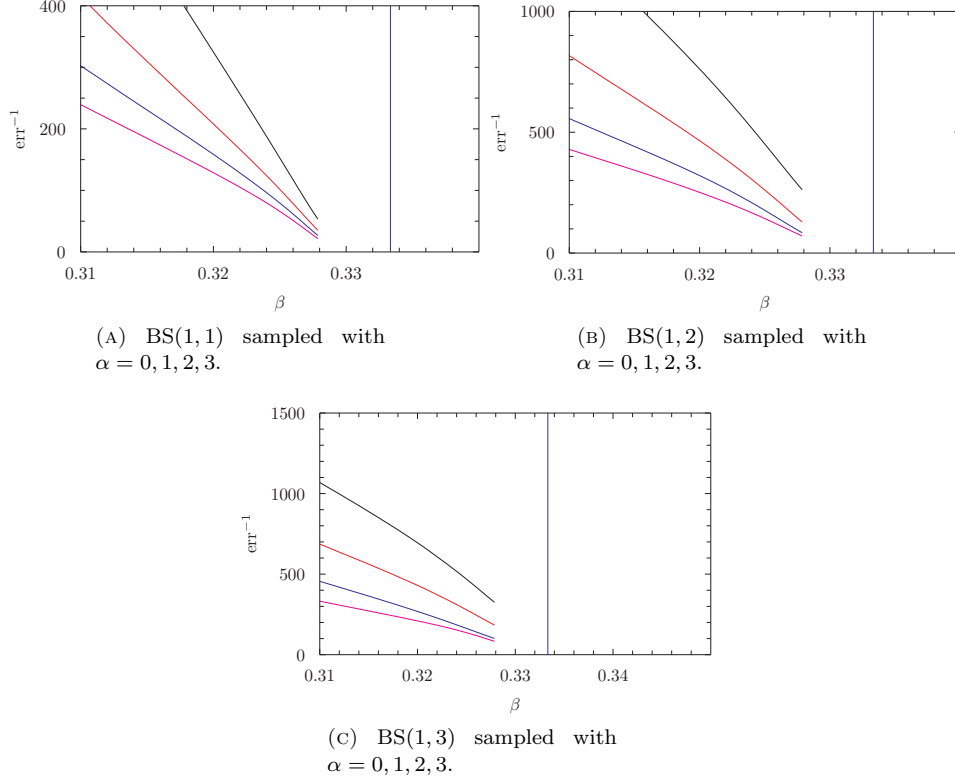 400
200
0
err⁻¹
0.31 0.32 0.33
β
(A) BS(1, 1) sampled with
α = 0, 1, 2, 3.
1000
500
0
err⁻¹
0.31 0.32 0.33
β
(B) BS(1, 2) sampled with
α = 0, 1, 2, 3.
1500
1000
500
0
err⁻¹
0.31 0.32 0.33 0.34
β
(C) BS(1, 3) sampled with
α = 0, 1, 2, 3.